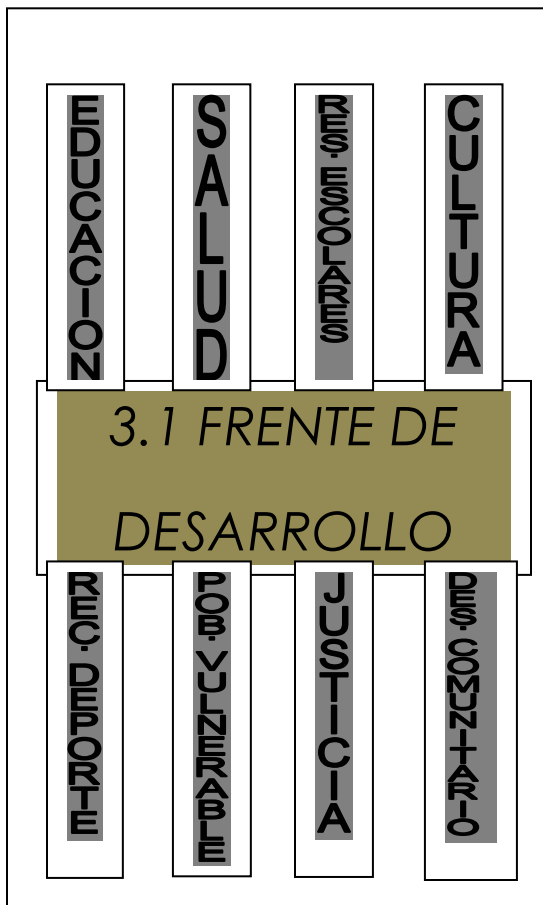 EDUCACION
SALUD
RES. ESCOLARES
CULTURA
3.1 FRENTE DE
DESARROLLO
REC. DEPORTE
POB. VULNERABLE
JUSTICIA
DES. COMUNITARIO